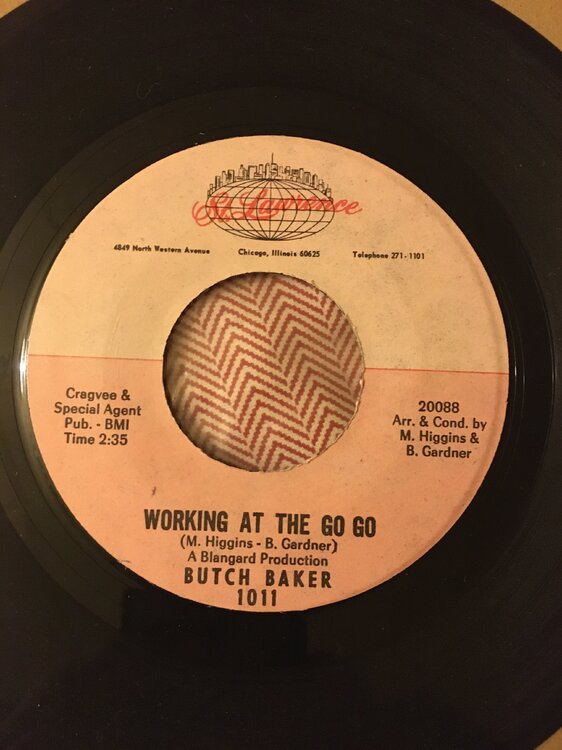 St. Lawrence
4849 North Western Avenue Chicago, Illinois 60625 Telephone 271-1101
Cragvee &
Special Agent
Pub. - BMI
Time 2:35
20088
Arr. & Cond. by
M. Higgins &
B. Gardner
WORKING AT THE GO GO
(M. Higgins - B. Gardner)
A Blangard Production
BUTCH BAKER
1011